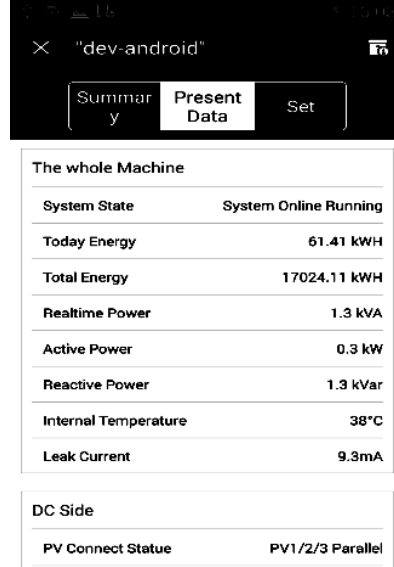 "dev-android"
Summar
y
Present
Data
Set
The whole Machine
System State System Online Running
Today Energy 61.41 kWH
Total Energy 17024.11 kWH
Realtime Power 1.3 kVA
Active Power 0.3 kW
Reactive Power 1.3 kVar
Internal Temperature 38°C
Leak Current 9.3mA
DC Side
PV Connect Statue PV1/2/3 Parallel